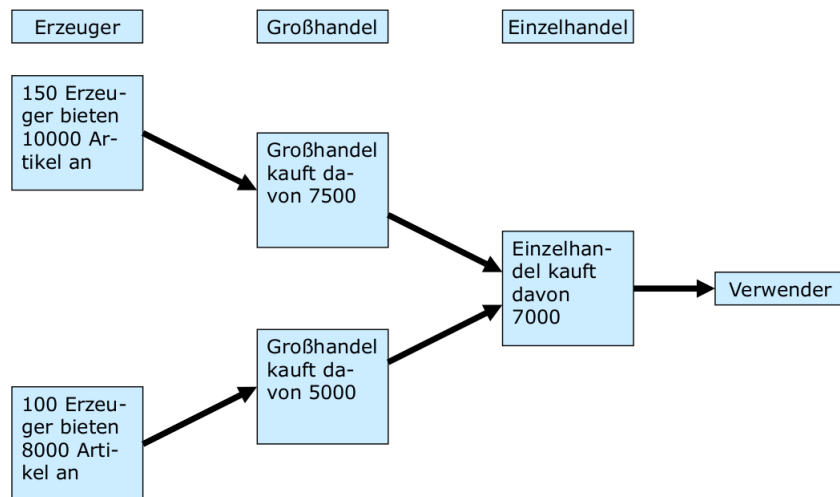 Erzeuger
Großhandel
Einzelhandel
150 Erzeu-
ger bieten
10000 Ar-
tikel an
Großhandel
kauft da-
von 7500
Einzelhan-
del kauft
davon
7000
Verwender
Großhandel
kauft da-
von 5000
100 Erzeu-
ger bieten
8000 Arti-
kel an